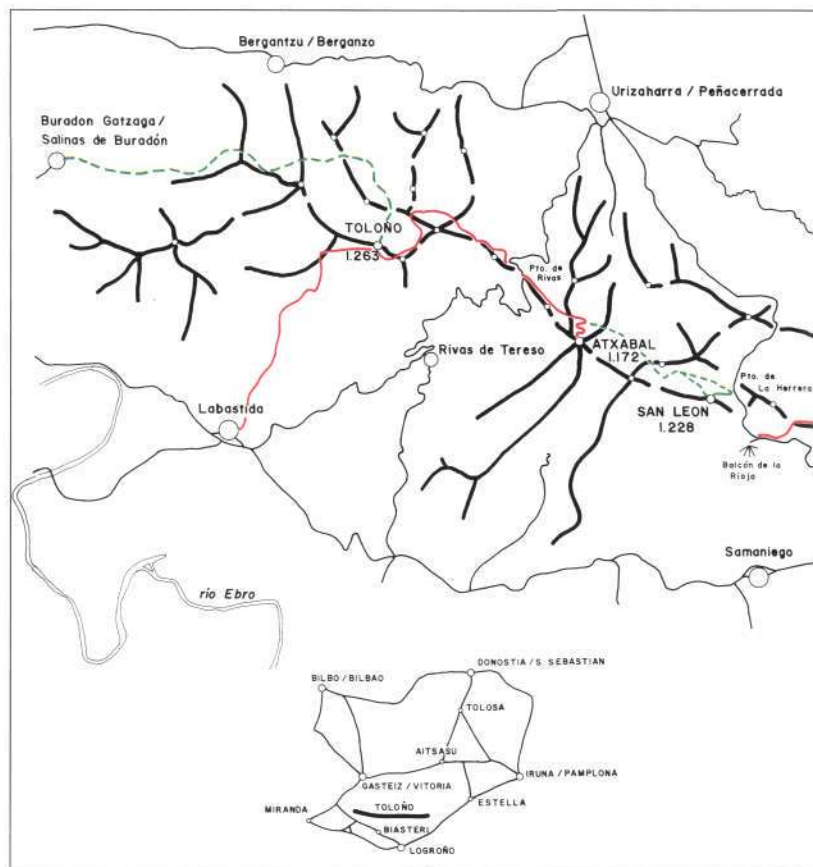 Bergantzu / Berganzo
Urizaharra / Peñacerrada
Buradon Gatzaga /
Salinas de Buradón
TOLOÑO
1.263
Pto. de
Rivas
ATXABAL
1.172
Rivas de Tereso
Pto. de
La Herrera
SAN LEON
1.228
Labastida
Balcón de la
Rioja
Samaniego
río Ebro
DONOSTIA / S. SEBASTIAN
BILBO / BILBAO
TOLOSA
AITSASU
IRUNA / PAMPLONA
GASTEIZ / VITORIA
ESTELLA
MIRANDA
TOLOÑO
BIASTERI
LOGROÑO